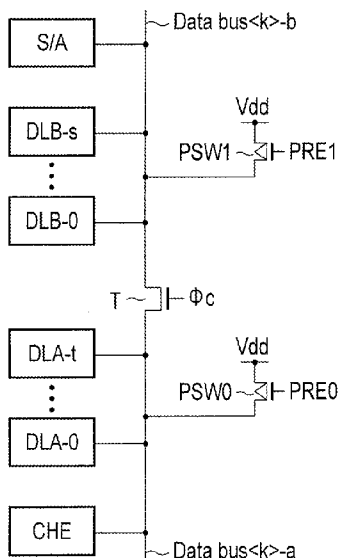 Data bus<k>-b
S/A
Vdd
DLB-s
PSW1
PRE1
DLB-0
T
Φc
DLA-t
Vdd
PSW0
PRE0
DLA-0
CHE
Data bus<k>-a